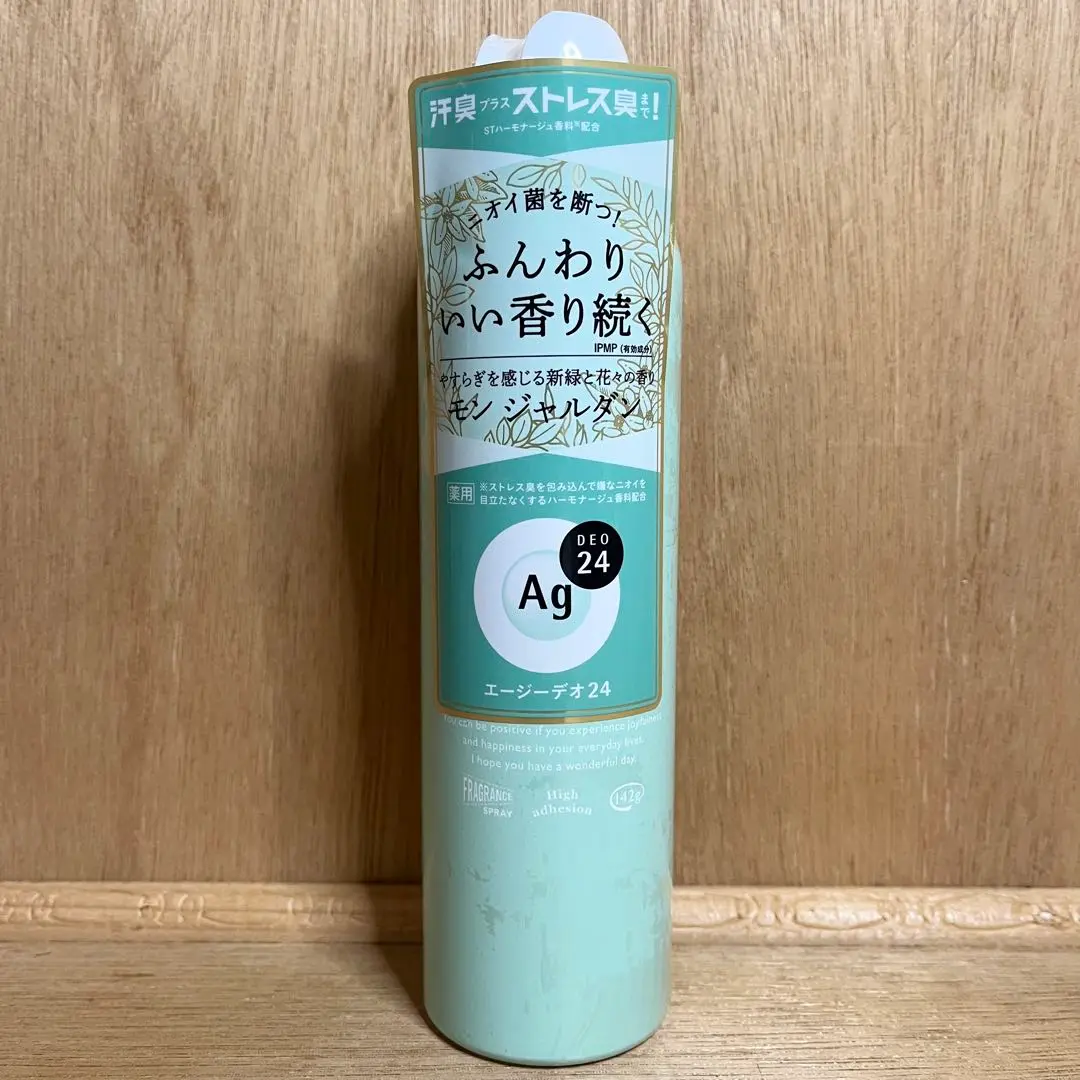 汗臭プラスストレス臭まで!
STハーモナージュ香料※配合
ニオイ菌を断つ!
ふんわり
いい香り続く
IPMP (有効成分)
やすらぎを感じる新緑と花々の香り
モン ジャルダン
薬用 ※ストレス臭を包み込んで嫌なニオイを
目立たなくするハーモナージュ香料配合
DEO
24
Ag
エージーデオ24
You can be positive if you experience joyfulness
and happiness in your everyday lives.
I hope you have a wonderful day.
FRAGRANCE
SPRAY
High
adhesion
142g